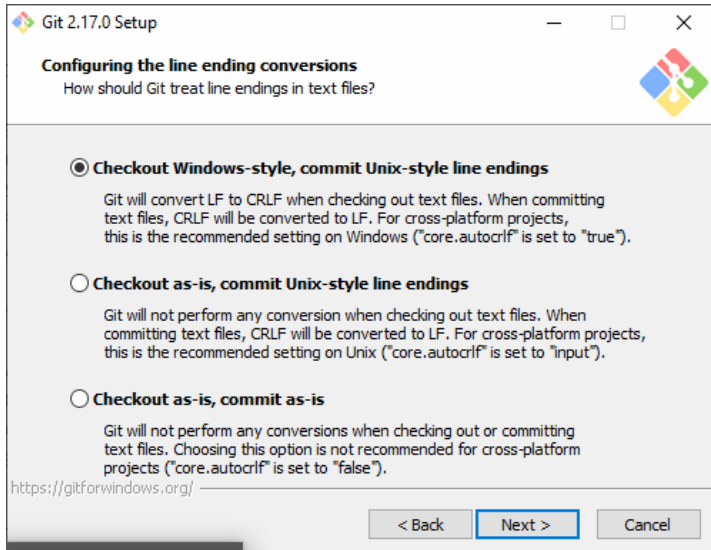 Git 2.17.0 Setup
Configuring the line ending conversions
How should Git treat line endings in text files?
Checkout Windows-style, commit Unix-style line endings
Git will convert LF to CRLF when checking out text files. When committing
text files, CRLF will be converted to LF. For cross-platform projects,
this is the recommended setting on Windows ("core.autocrlf" is set to "true").
Checkout as-is, commit Unix-style line endings
Git will not perform any conversion when checking out text files. When
committing text files, CRLF will be converted to LF. For cross-platform projects,
this is the recommended setting on Unix ("core.autocrlf" is set to "input").
Checkout as-is, commit as-is
Git will not perform any conversions when checking out or committing
text files. Choosing this option is not recommended for cross-platform
projects ("core.autocrlf" is set to "false").
https://gitforwindows.org/
< Back Next > Cancel